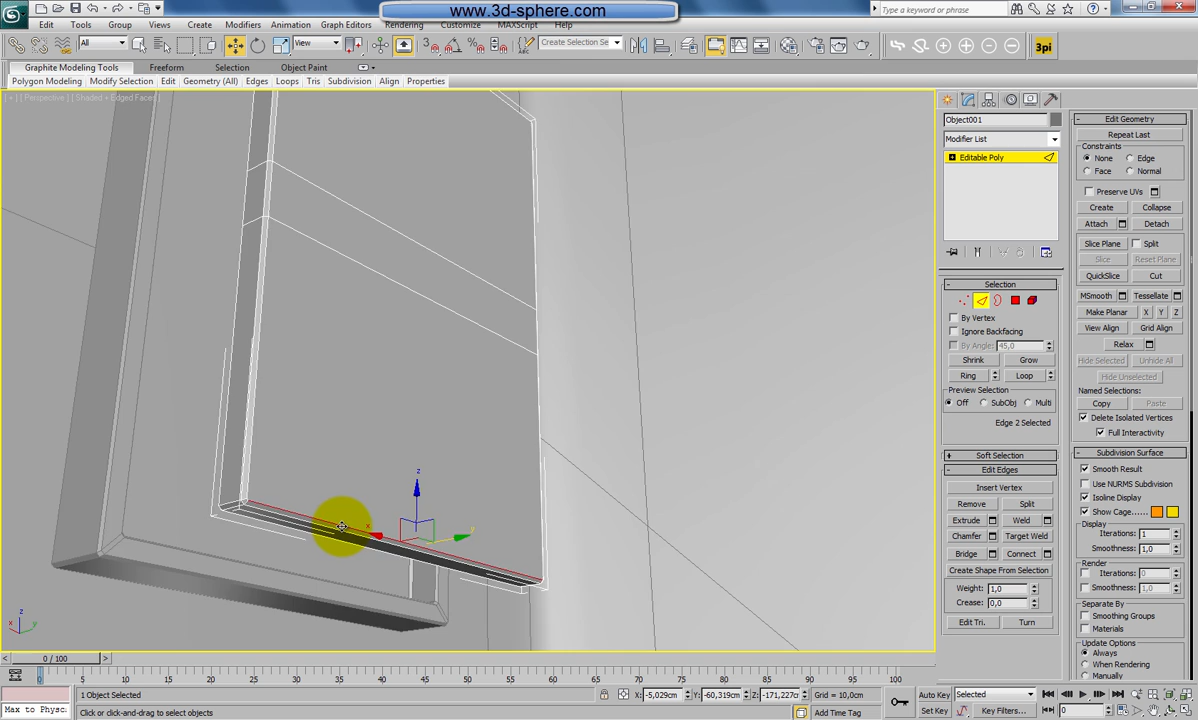 www.3d-sphere.com
Type a keyword or phrase
Edit Tools Group Views Create Modifiers Animation Graph Editors Rendering Customize MAXScript Help
All View Create Selection Se 3pi
Graphite Modeling Tools Freeform Selection Object Paint
Polygon Modeling Modify Selection Edit Geometry (All) Edges Loops Tris Subdivision Align Properties
[ + ] [ Perspective ] [ Shaded + Edged Faces ]
Object001
Modifier List
Editable Poly
Selection
By Vertex
Ignore Backfacing
By Angle: 45,0
Shrink Grow
Ring Loop
Preview Selection
Off SubObj Multi
Edge 2 Selected
Soft Selection
Edit Edges
Insert Vertex
Remove Split
Extrude Weld
Chamfer Target Weld
Bridge Connect
Create Shape From Selection
Weight: 1,0
Crease: 0,0
Edit Tri. Turn
Edit Geometry
Repeat Last
Constraints
None Edge
Face Normal
Preserve UVs
Create Collapse
Attach Detach
Slice Plane Split
Slice Reset Plane
QuickSlice Cut
MSmooth Tessellate
Make Planar X Y Z
View Align Grid Align
Relax
Hide Selected Unhide All
Hide Unselected
Named Selections:
Copy Paste
Delete Isolated Vertices
Full Interactivity
Subdivision Surface
Smooth Result
Use NURMS Subdivision
Isoline Display
Show Cage......
Display
Iterations: 1
Smoothness: 1,0
Render
Iterations: 0
Smoothness: 1,0
Separate By
Smoothing Groups
Materials
Update Options
Always
When Rendering
Manually
z
x
y
z
x
y
0 / 100
0 5 10 15 20 25 30 35 40 45 50 55 60 65 70 75 80 85 90 95 100
1 Object Selected X: -5,029cm Y: -60,319cm Z: -171,227c Grid = 10,0cm Auto Key Selected
Max to Physc. Click or click-and-drag to select objects Add Time Tag Set Key Key Filters... 0